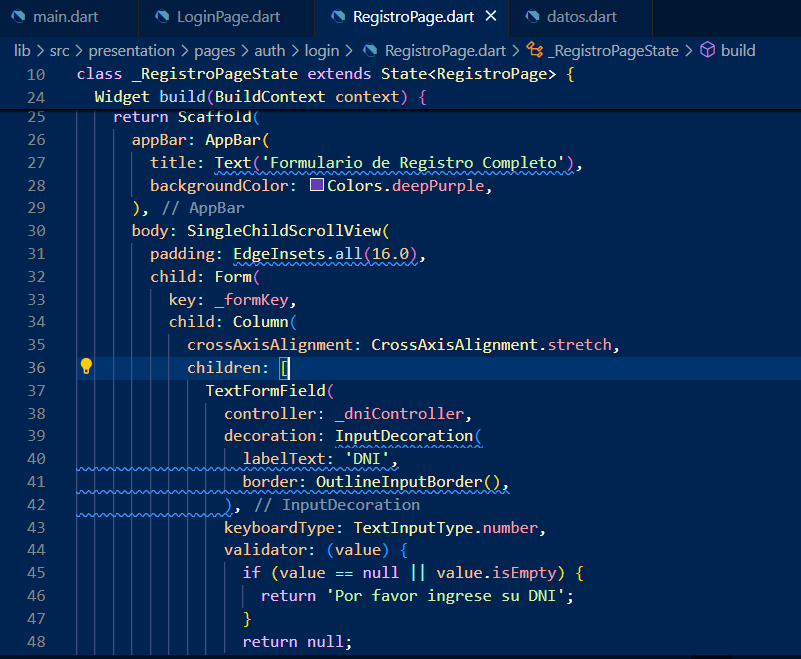 main.dart LoginPage.dart RegistroPage.dart × datos.dart
lib > src > presentation > pages > auth > login > RegistroPage.dart > _RegistroPageState > build
10 class _RegistroPageState extends State<RegistroPage> {
24 Widget build(BuildContext context) {
25 return Scaffold(
26 appBar: AppBar(
27 title: Text('Formulario de Registro Completo'),
28 backgroundColor: Colors.deepPurple,
29 ), // AppBar
30 body: SingleChildScrollView(
31 padding: EdgeInsets.all(16.0),
32 child: Form(
33 key: _formKey,
34 child: Column(
35 crossAxisAlignment: CrossAxisAlignment.stretch,
36 children: [
37 TextFormField(
38 controller: _dniController,
39 decoration: InputDecoration(
40 labelText: 'DNI',
41 border: OutlineInputBorder(),
42 ), // InputDecoration
43 keyboardType: TextInputType.number,
44 validator: (value) {
45 if (value == null || value.isEmpty) {
46 return 'Por favor ingrese su DNI';
47 }
48 return null;